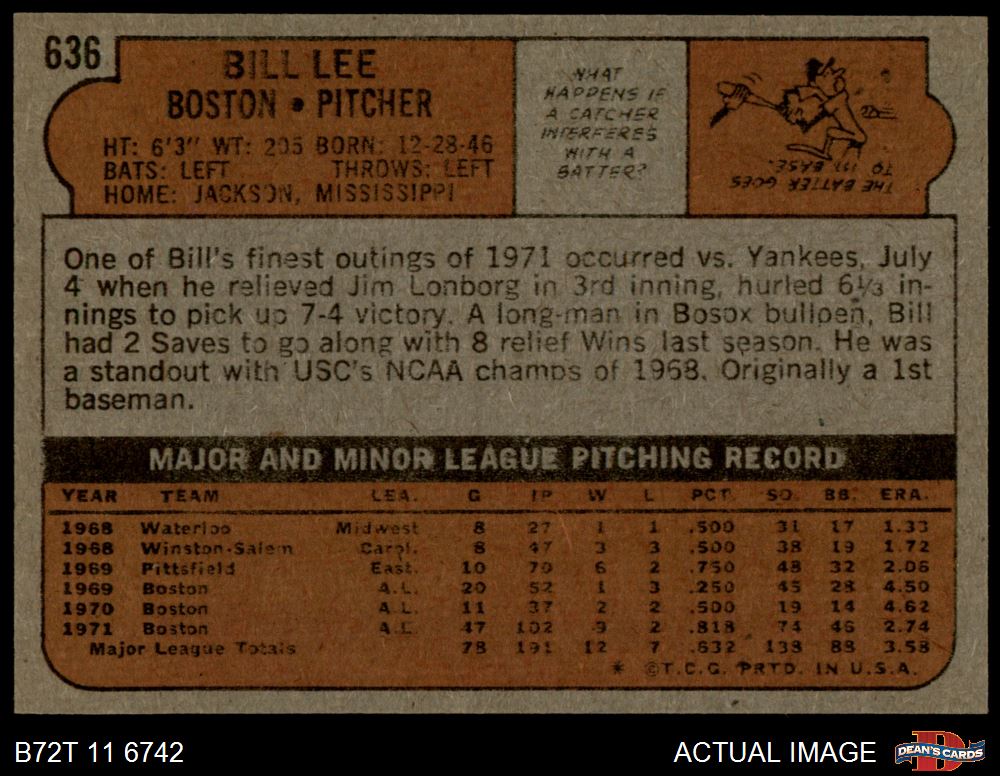 636
BILL LEE
BOSTON • PITCHER
HT: 6'3" WT: 205 BORN: 12-28-46
BATS: LEFT THROWS: LEFT
HOME: JACKSON, MISSISSIPPI
WHAT
HAPPENS IF
A CATCHER
INTERFERES
WITH A
BATTER?
THE BATTER GOES
TO 1st BASE.
One of Bill's finest outings of 1971 occurred vs. Yankees, July
4 when he relieved Jim Lonborg in 3rd inning, hurled 6⅓ in-
nings to pick up 7-4 victory. A long-man in Bosox bullpen, Bill
had 2 Saves to go along with 8 relief Wins last season. He was
a standout with USC's NCAA champs of 1968. Originally a 1st
baseman.
MAJOR AND MINOR LEAGUE PITCHING RECORD
YEAR TEAM LEA. G IP W L PCT. SO. BB. ERA.
1968 Waterloo Midwest 8 27 1 1 .500 31 17 1.33
1968 Winston-Salem Carol. 8 47 3 3 .500 38 19 1.72
1969 Pittsfield East. 10 70 6 2 .750 48 32 2.06
1969 Boston A.L. 20 52 1 3 .250 45 28 4.50
1970 Boston A.L. 11 37 2 2 .500 19 14 4.62
1971 Boston A.L. 47 102 9 2 .818 74 46 2.74
Major League Totals 78 191 12 7 .632 138 88 3.58
* ©T.C.G. PRTD. IN U.S.A.
B72T 11 6742
ACTUAL IMAGE
DEAN'S CARDS